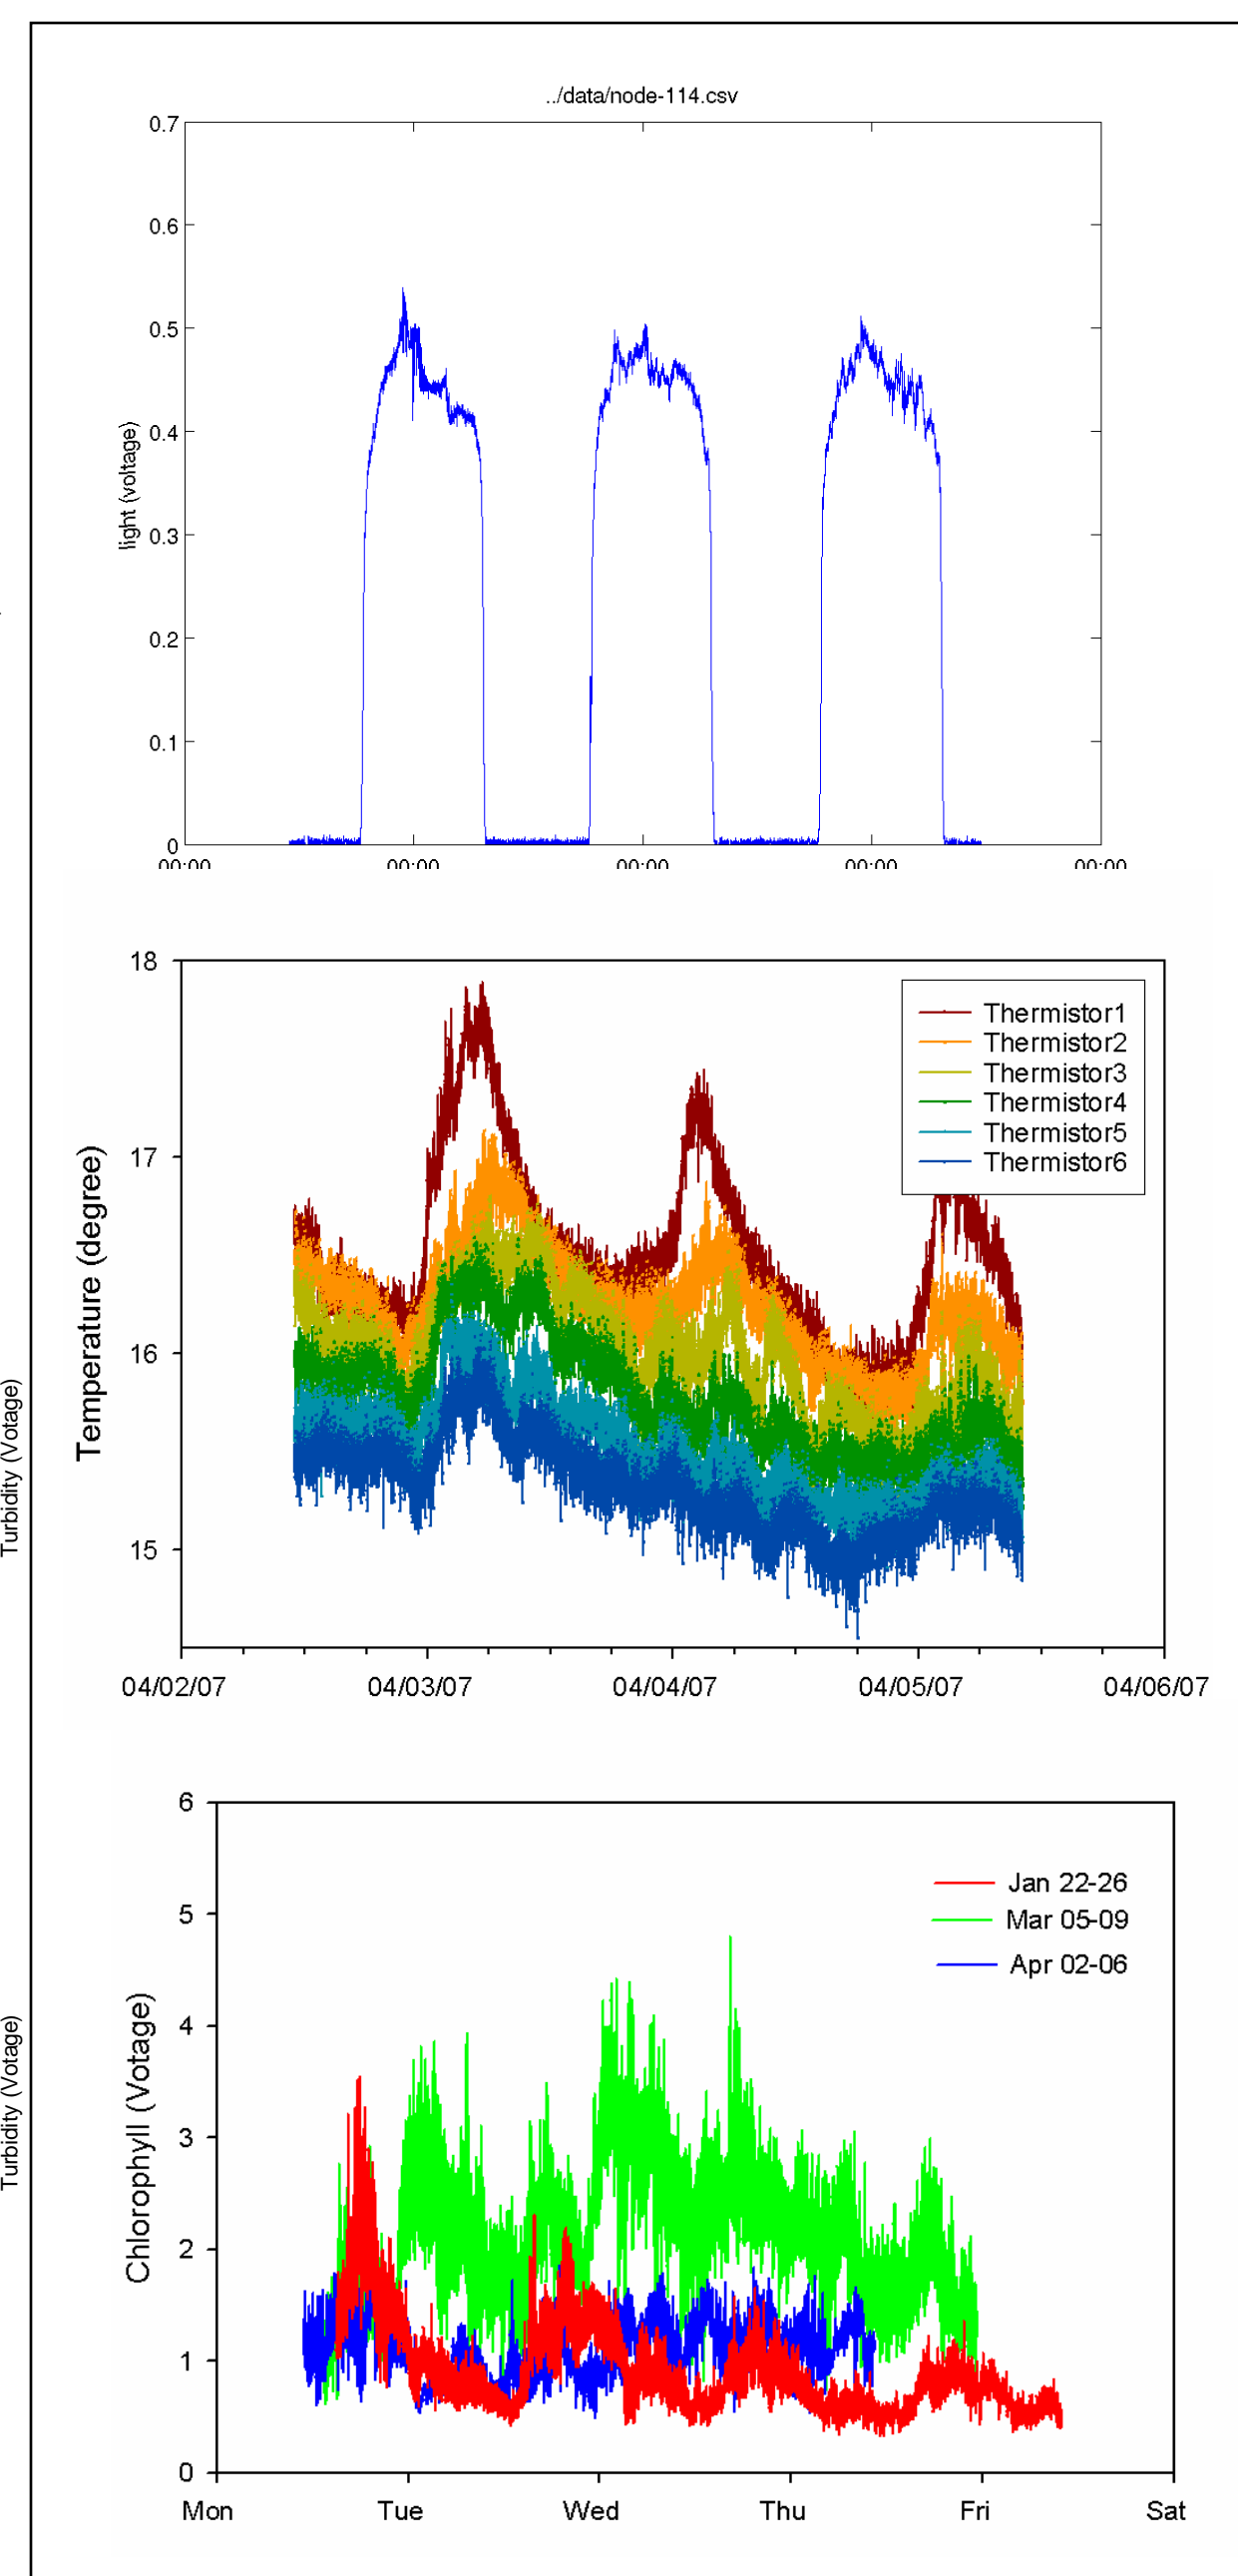 ../data/node-114.csv
0.7
0.6
0.5
0.4
0.3
0.2
0.1
0
light (voltage)
00:00 00:00 00:00 00:00 00:00
18
17
16
15
Temperature (degree)
Thermistor1
Thermistor2
Thermistor3
Thermistor4
Thermistor5
Thermistor6
04/02/07 04/03/07 04/04/07 04/05/07 04/06/07
Turbidity (Votage)
6
5
4
3
2
1
0
Chlorophyll (Votage)
Jan 22-26
Mar 05-09
Apr 02-06
Mon Tue Wed Thu Fri Sat
Turbidity (Votage)